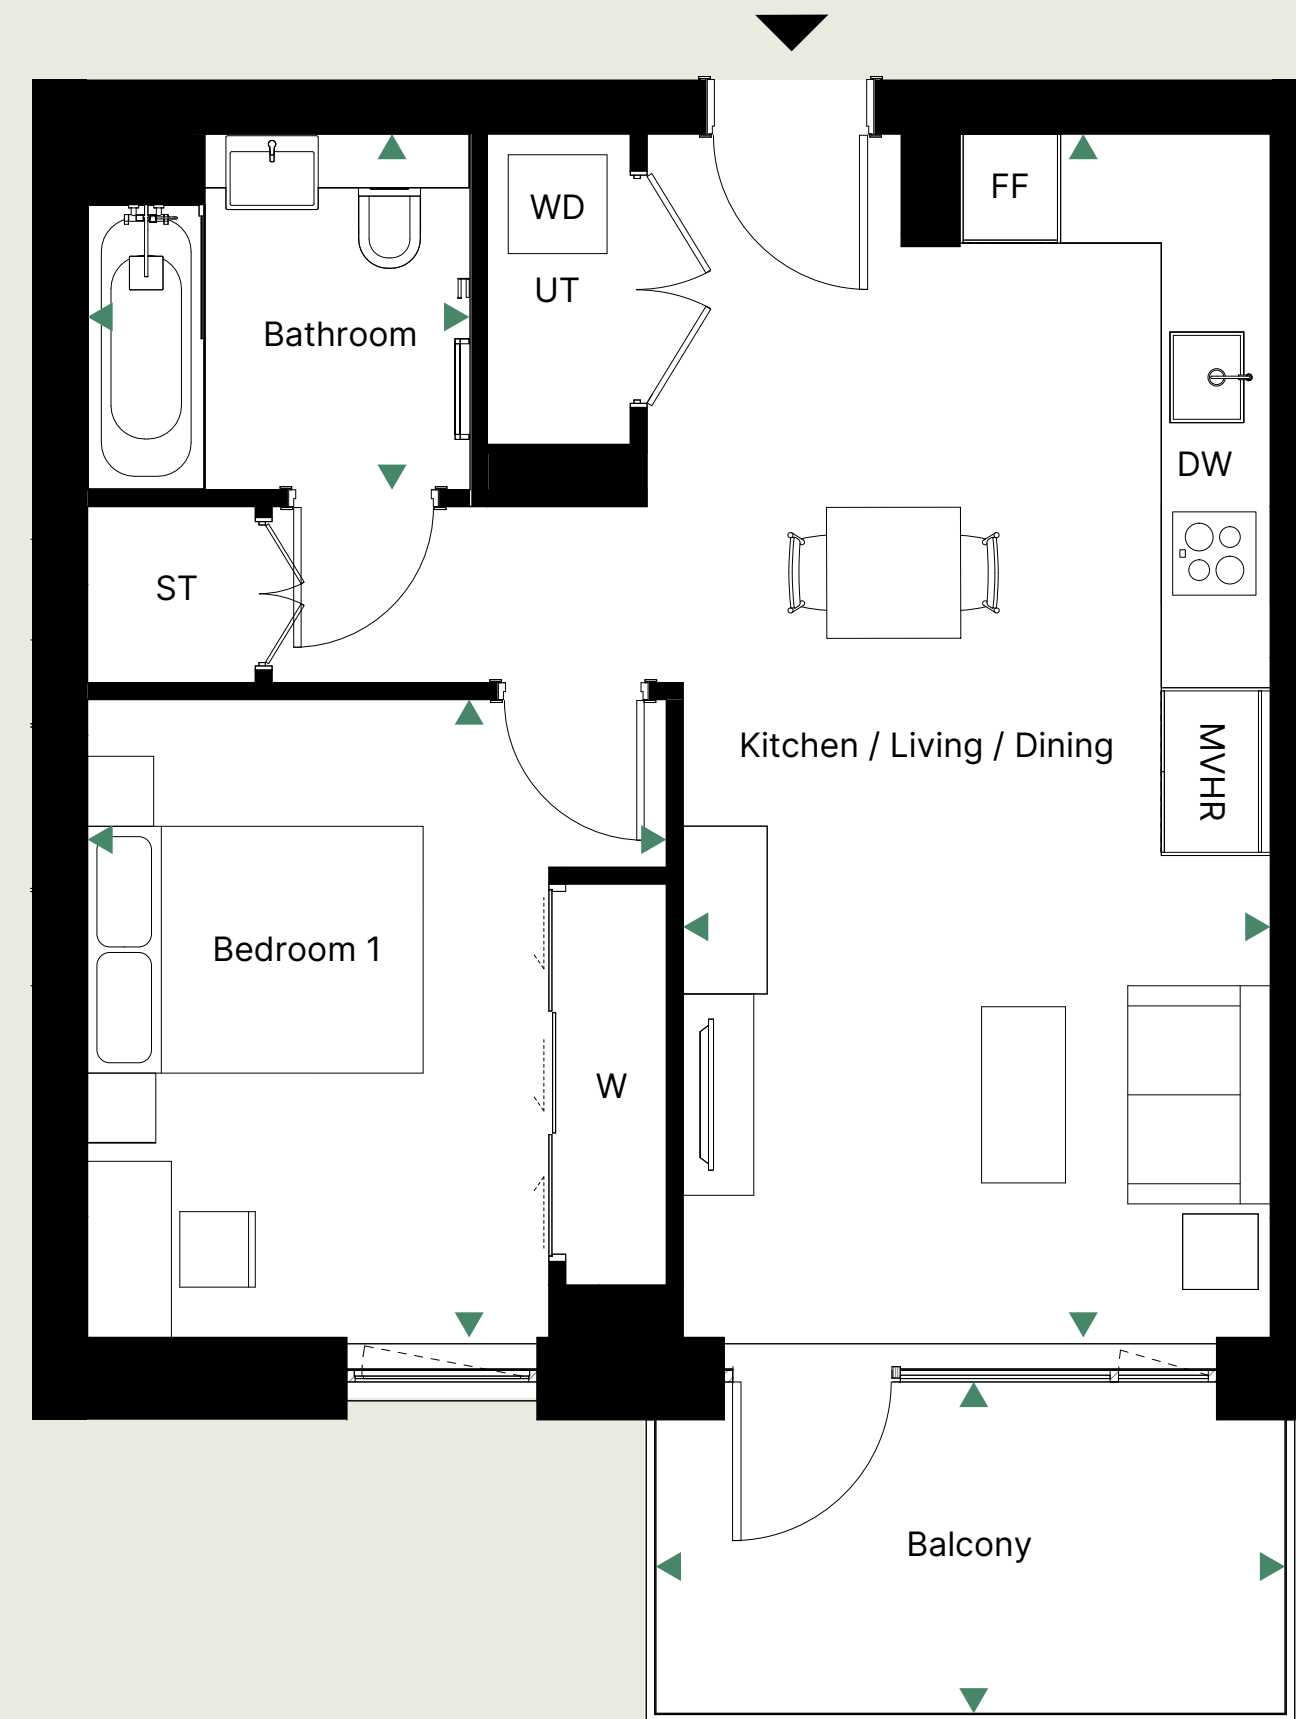 FF
WD
UT
Bathroom
DW
ST
Kitchen / Living / Dining
MVHR
Bedroom 1
W
Balcony